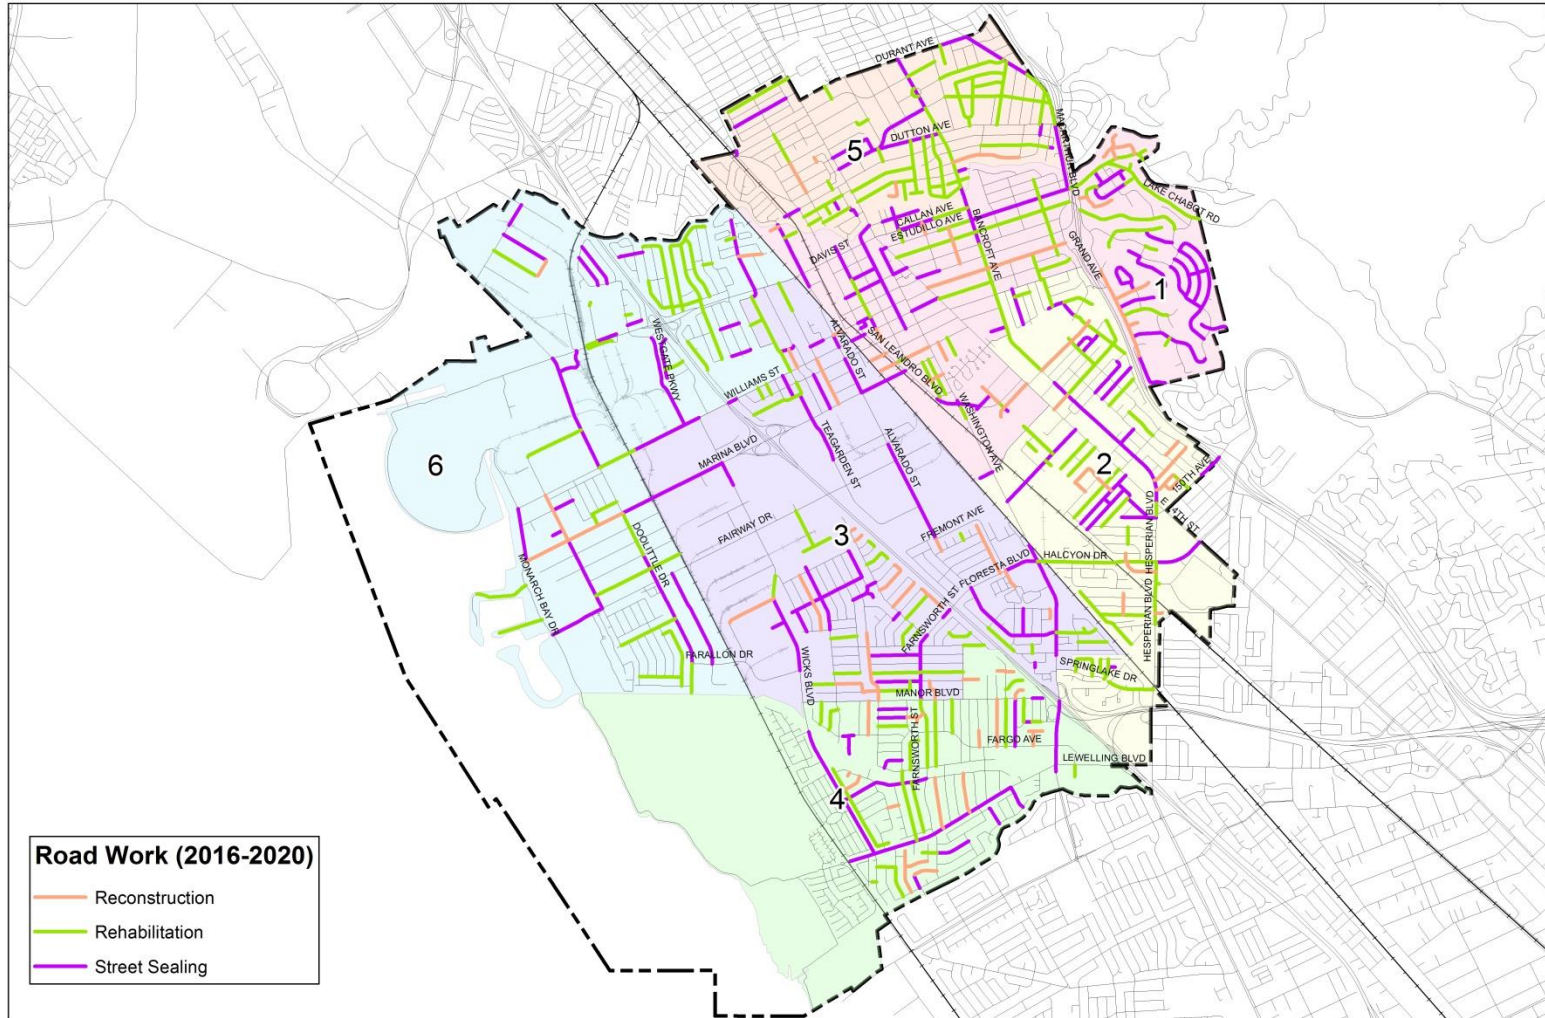 DURANT AVE
MACARTHUR BLVD
DUTTON AVE
5
LAKE CHABOT RD
CALLAN AVE
ESTUDILLO AVE
BANCROFT AVE
DAVIS ST
GRAND AVE
1
WESTGATE PKWY
ALVARADO ST
SAN LEANDRO BLVD
WILLIAMS ST
WASHINGTON AVE
TEAGARDEN ST
ALVARADO ST
MARINA BLVD
6
2
150TH AVE
E 14TH ST
HESPERIAN BLVD
FAIRWAY DR
3
FREMONT AVE
DOOLITTLE DR
HALCYON DR
FLORESTA BLVD
MONARCH BAY DR
FARNSWORTH ST
HESPERIAN BLVD
FARALLON DR
WICKS BLVD
SPRINGLAKE DR
MANOR BLVD
FARNSWORTH ST
FARGO AVE
LEWELLING BLVD
4
Road Work (2016-2020)
Reconstruction
Rehabilitation
Street Sealing